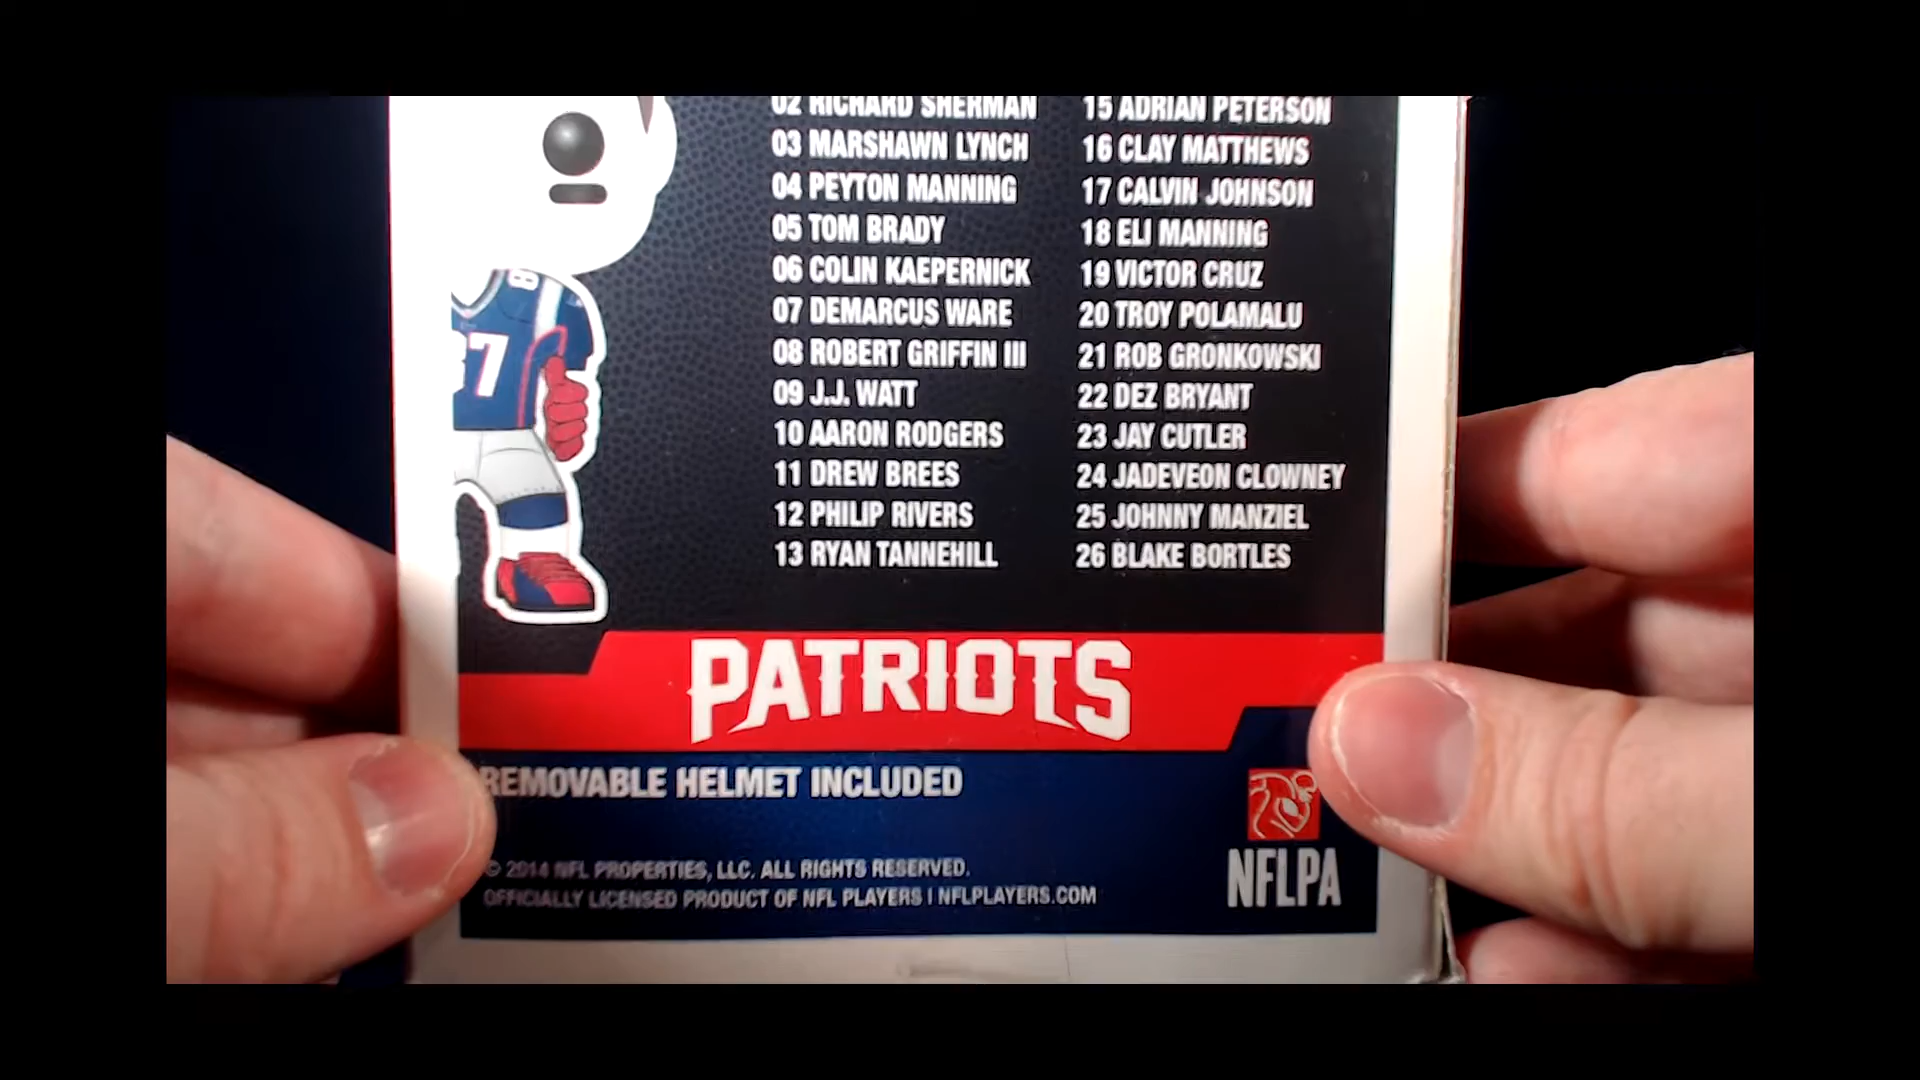 02 RICHARD SHERMAN
03 MARSHAWN LYNCH
04 PEYTON MANNING
05 TOM BRADY
06 COLIN KAEPERNICK
07 DEMARCUS WARE
08 ROBERT GRIFFIN III
09 J.J. WATT
10 AARON RODGERS
11 DREW BREES
12 PHILIP RIVERS
13 RYAN TANNEHILL
15 ADRIAN PETERSON
16 CLAY MATTHEWS
17 CALVIN JOHNSON
18 ELI MANNING
19 VICTOR CRUZ
20 TROY POLAMALU
21 ROB GRONKOWSKI
22 DEZ BRYANT
23 JAY CUTLER
24 JADEVEON CLOWNEY
25 JOHNNY MANZIEL
26 BLAKE BORTLES
8
87
PATRIOTS
REMOVABLE HELMET INCLUDED
© 2014 NFL PROPERTIES, LLC. ALL RIGHTS RESERVED.
OFFICIALLY LICENSED PRODUCT OF NFL PLAYERS | NFLPLAYERS.COM
NFLPA